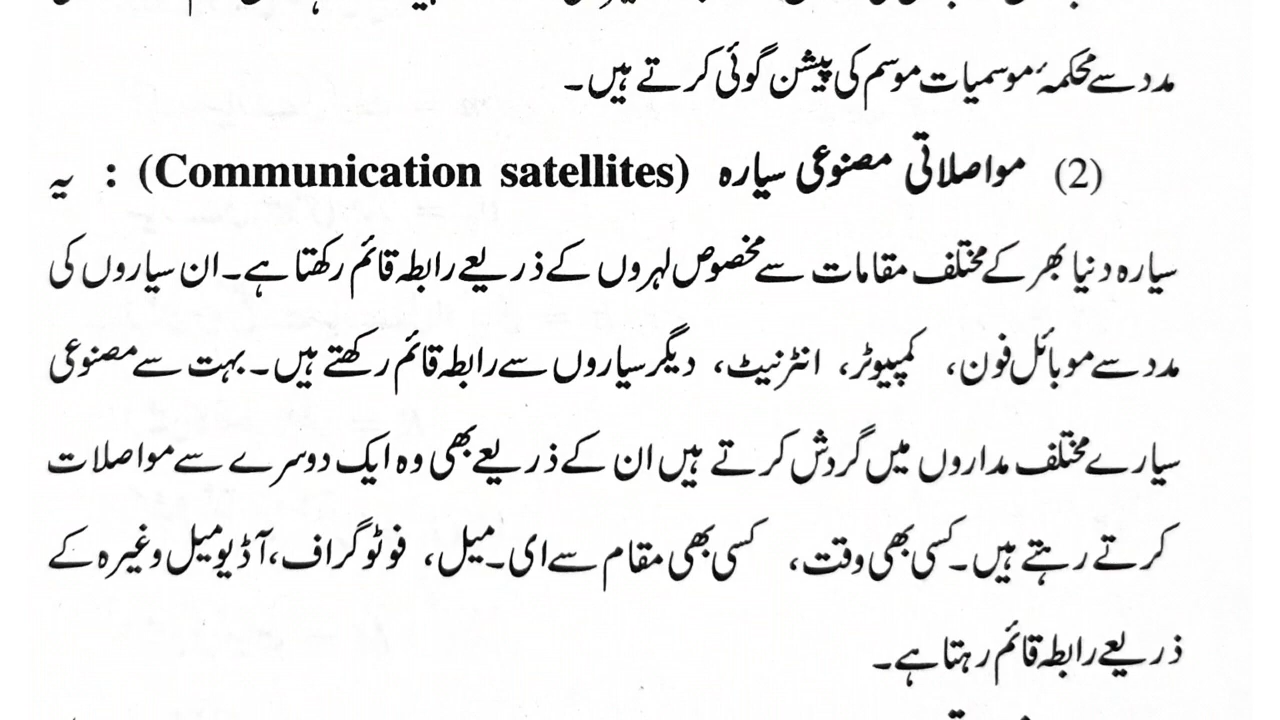 مدد سے محکمۂ موسمیات موسم کی پیشن گوئی کرتے ہیں۔
(2) مواصلاتی مصنوعی سیارہ (Communication satellites) : یہ
سیارہ دنیا بھر کے مختلف مقامات سے مخصوص لہروں کے ذریعے رابطہ قائم رکھتا ہے۔ ان سیاروں کی
مدد سے موبائل فون، کمپیوٹر، انٹرنیٹ، دیگر سیاروں سے رابطہ قائم رکھتے ہیں۔ بہت سے مصنوعی
سیارے مختلف مداروں میں گردش کرتے ہیں ان کے ذریعے بھی وہ ایک دوسرے سے مواصلات
کرتے رہتے ہیں۔ کسی بھی وقت، کسی بھی مقام سے ای۔میل، فوٹو گراف، آڈیو میل وغیرہ کے
ذریعے رابطہ قائم رہتا ہے۔